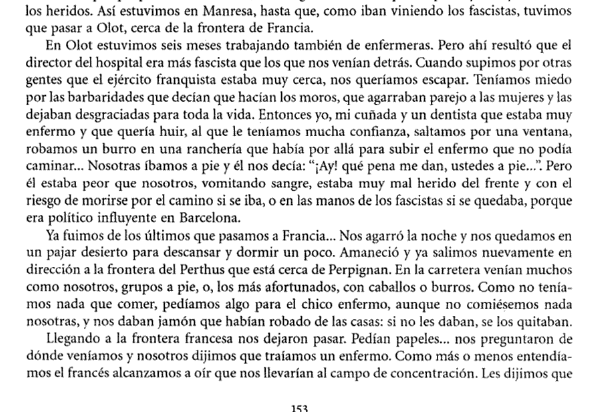 los heridos. Así estuvimos en Manresa, hasta que, como iban viniendo los fascistas, tuvimos
que pasar a Olot, cerca de la frontera de Francia.
En Olot estuvimos seis meses trabajando también de enfermeras. Pero ahí resultó que el
director del hospital era más fascista que los que nos venían detrás. Cuando supimos por otras
gentes que el ejército franquista estaba muy cerca, nos queríamos escapar. Teníamos miedo
por las barbaridades que decían que hacían los moros, que agarraban parejo a las mujeres y las
dejaban desgraciadas para toda la vida. Entonces yo, mi cuñada y un dentista que estaba muy
enfermo y que quería huir, al que le teníamos mucha confianza, saltamos por una ventana,
robamos un burro en una ranchería que había por allá para subir el enfermo que no podía
caminar... Nosotras íbamos a pie y él nos decía: “¡Ay! qué pena me dan, ustedes a pie...”. Pero
él estaba peor que nosotros, vomitando sangre, estaba muy mal herido del frente y con el
riesgo de morirse por el camino si se iba, o en las manos de los fascistas si se quedaba, porque
era político influyente en Barcelona.
Ya fuimos de los últimos que pasamos a Francia... Nos agarró la noche y nos quedamos en
un pajar desierto para descansar y dormir un poco. Amaneció y ya salimos nuevamente en
dirección a la frontera del Perthus que está cerca de Perpignan. En la carretera venían muchos
como nosotros, grupos a pie, o, los más afortunados, con caballos o burros. Como no tenía-
mos nada que comer, pedíamos algo para el chico enfermo, aunque no comiésemos nada
nosotras, y nos daban jamón que habían robado de las casas: si no les daban, se los quitaban.
Llegando a la frontera francesa nos dejaron pasar. Pedían papeles... nos preguntaron de
dónde veníamos y nosotros dijimos que traíamos un enfermo. Como más o menos entendía-
mos el francés alcanzamos a oír que nos llevarían al campo de concentración. Les dijimos que
153